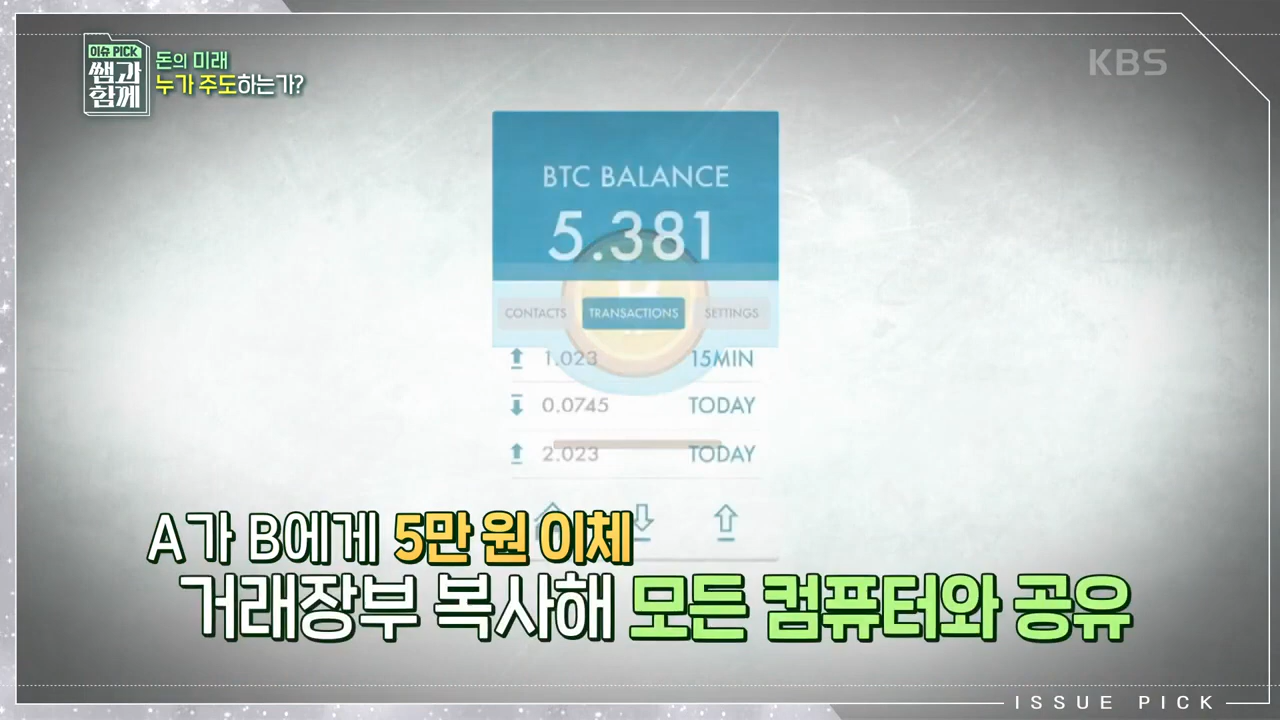 이슈 PICK
쌤과
함께
돈의 미래
누가 주도하는가?
KBS
BTC BALANCE
5.381
CONTACTS TRANSACTIONS SETTINGS
1.023 15MIN
0.0745 TODAY
2.023 TODAY
A가 B에게 5만 원 이체
거래장부 복사해 모든 컴퓨터와 공유
ISSUE PICK